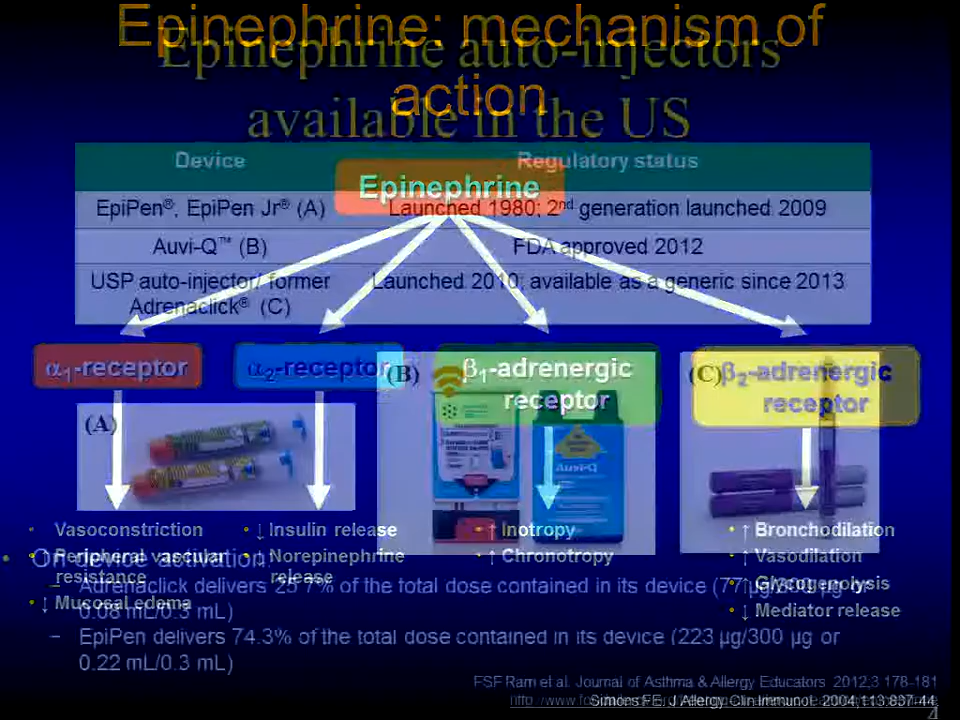 Epinephrine: mechanism of
action
Epinephrine auto-injectors
available in the US
Device Regulatory status
Epinephrine
EpiPen®, EpiPen Jr® (A) Launched 1980; 2nd generation launched 2009
Auvi-Q™ (B) FDA approved 2012
USP auto-injector/ former
Adrenaclick® (C) Launched 2010; available as a generic since 2013
α1-receptor
α2-receptor
β1-adrenergic
receptor
β2-adrenergic
receptor
(A)
(B)
(C)
Auvi-Q
• Vasoconstriction
• ↑ Peripheral vascular
resistance
• ↓ Mucosal edema
• ↓ Insulin release
• ↓ Norepinephrine
release
• ↑ Inotropy
• ↑ Chronotropy
• ↑ Bronchodilation
• ↑ Vasodilation
• ↑ Glycogenolysis
• ↓ Mediator release
• On device activation:
– Adrenaclick delivers 25.7% of the total dose contained in its device (77 µg/300 µg or
0.08 mL/0.3 mL)
– EpiPen delivers 74.3% of the total dose contained in its device (223 µg/300 µg or
0.22 mL/0.3 mL)
FSF Ram et al. Journal of Asthma & Allergy Educators 2012;3 178-181
Simons FE. J Allergy Clin Immunol. 2004;113:837-44.
4